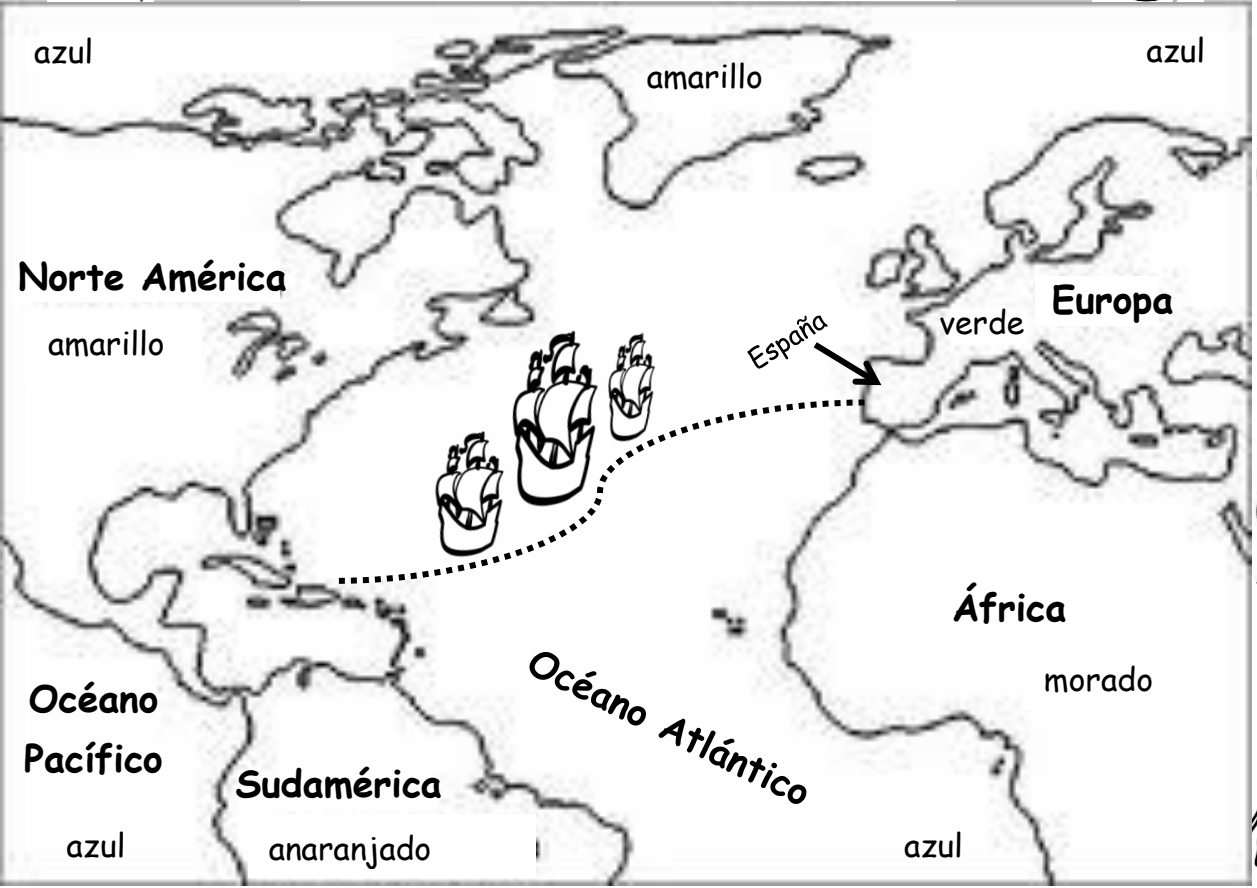 azul
amarillo
azul
Norte América
amarillo
España
verde
Europa
África
morado
Océano
Pacífico
azul
Sudamérica
anaranjado
Océano Atlántico
azul